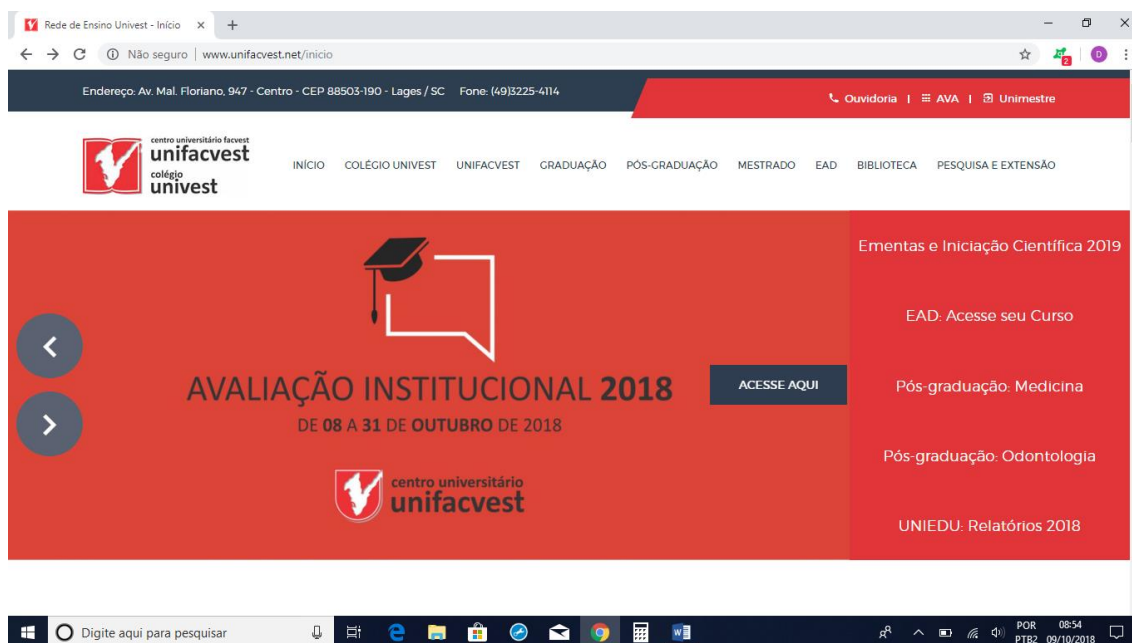 Rede de Ensino Univest - Início
Não seguro | www.unifacvest.net/inicio
2
D
Endereço: Av. Mal. Floriano, 947 - Centro - CEP 88503-190 - Lages / SC Fone: (49)3225-4114
Ouvidoria | AVA | Unimestre
centro universitário facvest
unifacvest
colégio
univest
INÍCIO COLÉGIO UNIVEST UNIFACVEST GRADUAÇÃO PÓS-GRADUAÇÃO MESTRADO EAD BIBLIOTECA PESQUISA E EXTENSÃO
AVALIAÇÃO INSTITUCIONAL 2018
DE 08 A 31 DE OUTUBRO DE 2018
centro universitário
unifacvest
ACESSE AQUI
Ementas e Iniciação Científica 2019
EAD: Acesse seu Curso
Pós-graduação: Medicina
Pós-graduação: Odontologia
UNIEDU: Relatórios 2018
Digite aqui para pesquisar
POR 08:54
PTB2 09/10/2018